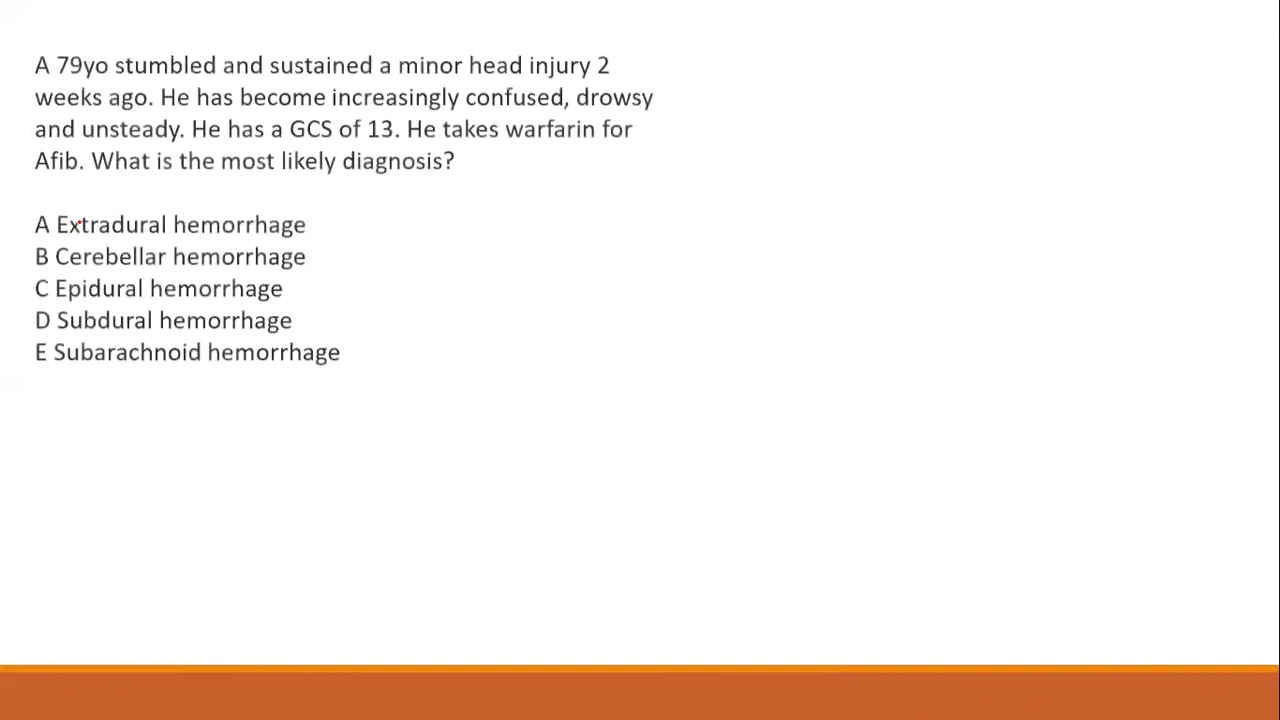 A 79yo stumbled and sustained a minor head injury 2
weeks ago. He has become increasingly confused, drowsy
and unsteady. He has a GCS of 13. He takes warfarin for
Afib. What is the most likely diagnosis?
A Extradural hemorrhage
B Cerebellar hemorrhage
C Epidural hemorrhage
D Subdural hemorrhage
E Subarachnoid hemorrhage